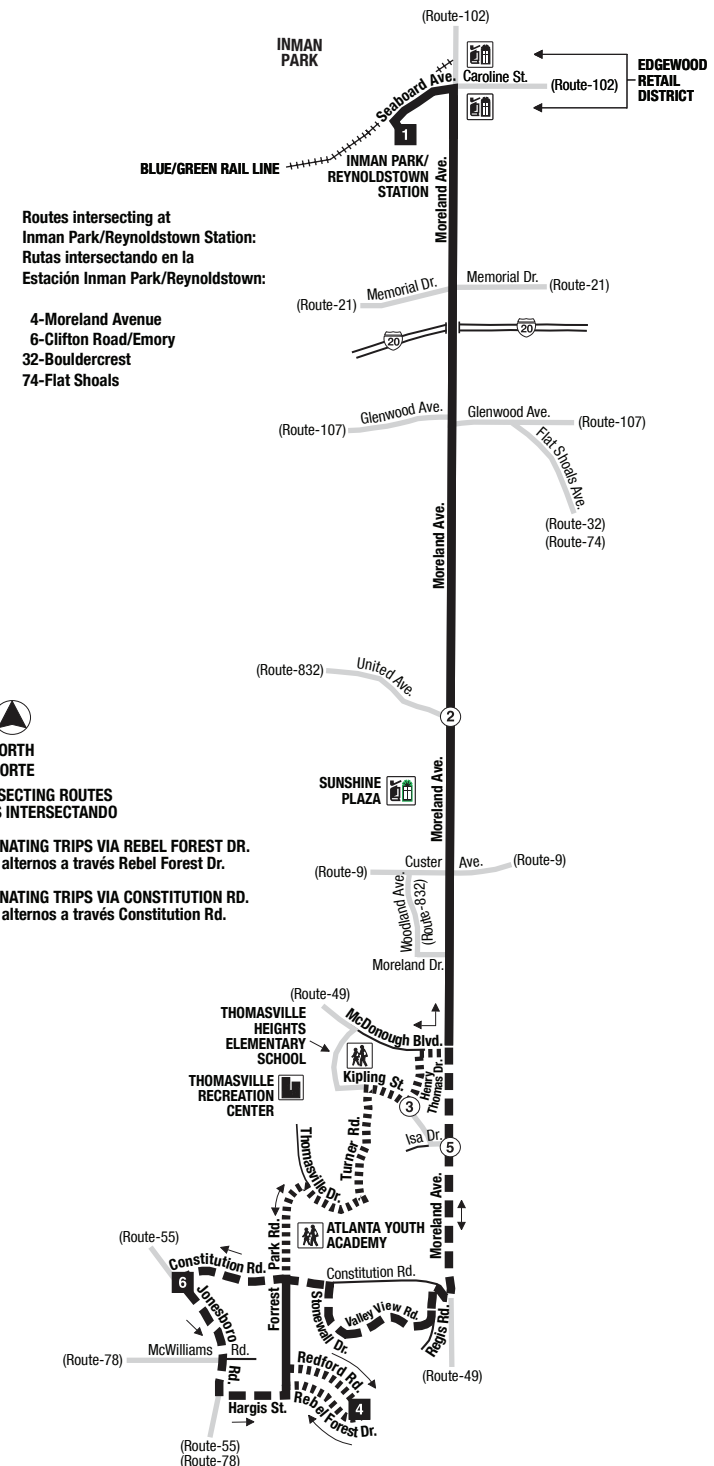 (Route-102)
INMAN
PARK
EDGEWOOD
RETAIL
DISTRICT
Seaboard Ave.
Caroline St.
(Route-102)
1
BLUE/GREEN RAIL LINE
INMAN PARK/
REYNOLDSTOWN
STATION
Moreland Ave.
Routes intersecting at
Inman Park/Reynoldstown Station:
Rutas intersectando en la
Estación Inman Park/Reynoldstown:
4-Moreland Avenue
6-Clifton Road/Emory
32-Bouldercrest
74-Flat Shoals
(Route-21)
Memorial Dr.
Memorial Dr.
(Route-21)
20
20
(Route-107)
Glenwood Ave.
Glenwood Ave.
(Route-107)
Flat Shoals Ave.
(Route-32)
(Route-74)
Moreland Ave.
(Route-832)
United Ave.
2
ORTH
ORTE
SECTING ROUTES
S INTERSECTANDO
NATING TRIPS VIA REBEL FOREST DR.
alternos a través Rebel Forest Dr.
NATING TRIPS VIA CONSTITUTION RD.
alternos a través Constitution Rd.
SUNSHINE
PLAZA
Moreland Ave.
(Route-9)
Custer Ave.
(Route-9)
Woodland Ave.
(Route-832)
Moreland Dr.
(Route-49)
McDonough Blvd.
THOMASVILLE
HEIGHTS
ELEMENTARY
SCHOOL
Kipling St.
Henry
Thomas Dr.
THOMASVILLE
RECREATION
CENTER
3
Isa Dr.
5
Turner Rd.
Thomasville Dr.
Moreland Ave.
ATLANTA YOUTH
ACADEMY
(Route-55)
Constitution Rd.
Forrest Park Rd.
Constitution Rd.
6
Jonesboro Rd.
Stonewall Dr.
Valley View Rd.
Regis Rd.
(Route-78)
McWilliams Rd.
Redford Rd.
(Route-49)
Hargis St.
Rebel Forest Dr.
4
(Route-55)
(Route-78)